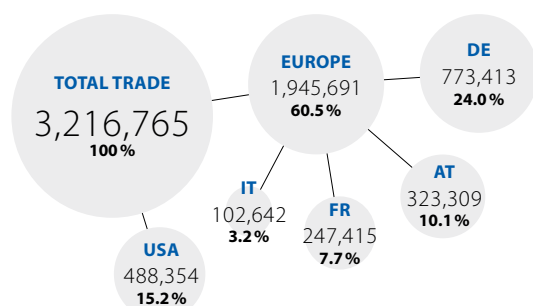 TOTAL TRADE
3,216,765
100 %
EUROPE
1,945,691
60.5 %
DE
773,413
24.0 %
AT
323,309
10.1 %
IT
102,642
3.2 %
FR
247,415
7.7 %
USA
488,354
15.2 %